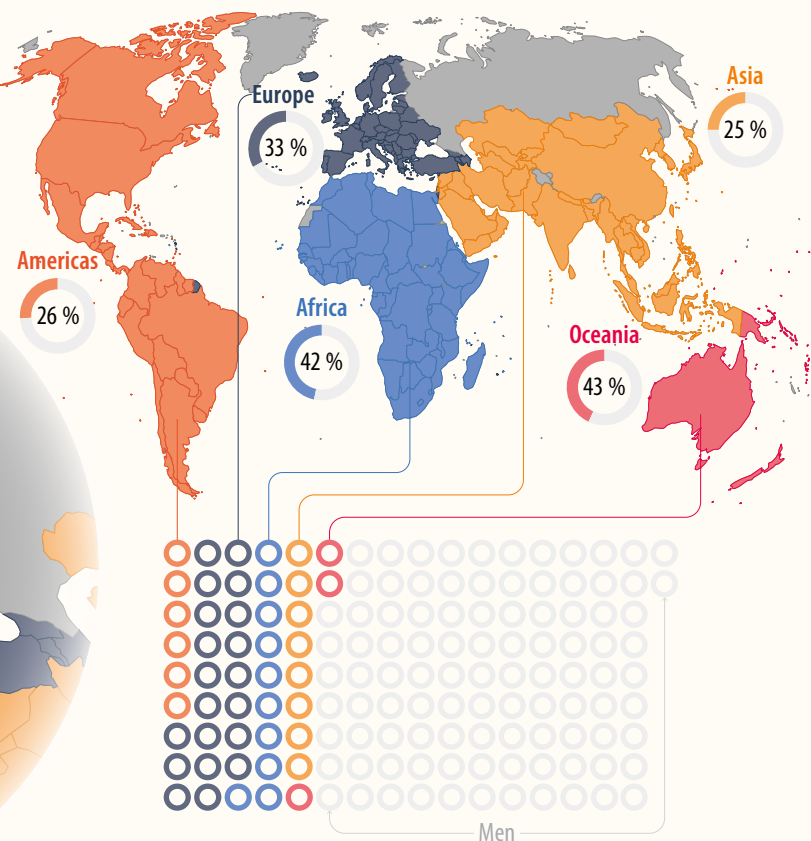 Europe
33 %
Asia
25 %
Americas
26 %
Africa
42 %
Oceania
43 %
Men